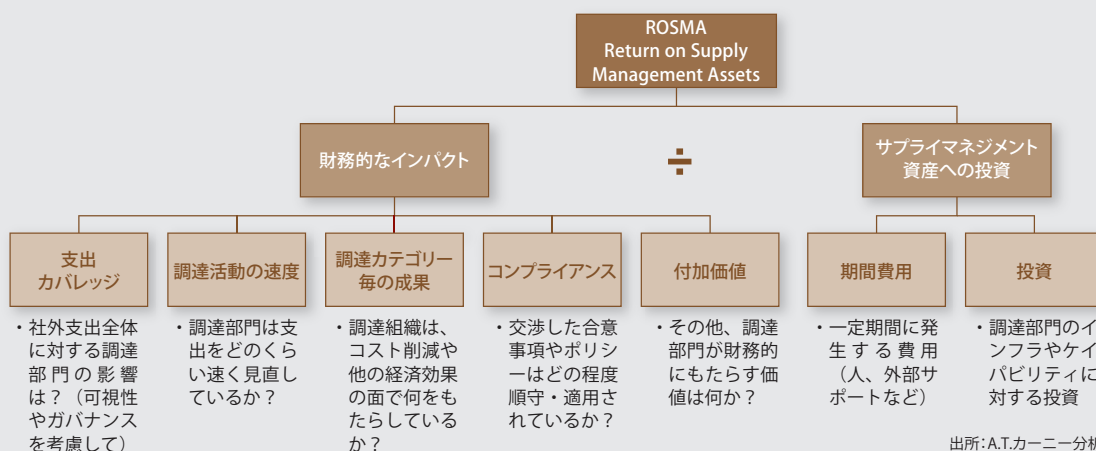 ROSMA
Return on Supply
Management Assets
財務的なインパクト
÷
サプライマネジメント
資産への投資
支出
カバレッジ
調達活動の速度
調達カテゴリー
毎の成果
コンプライアンス
付加価値
期間費用
投資
・社外支出全体
に対する調達
部門の影響
は？（可視性
やガバナンス
を考慮して）
・調達部門は支
出をどのくら
い速く見直し
ているか？
・調達組織は、
コスト削減や
他の経済効果
の面で何をも
たらしている
か？
・交渉した合意
事項やポリシ
ーはどの程度
順守・適用さ
れているか？
・その他、調達
部門が財務的
にもたらす価
値は何か？
・一定期間に発
生する費用
（人、外部サ
ポートなど）
・調達部門のイ
ンフラやケイ
パビリティに
対する投資
出所：A.T.カーニー分析